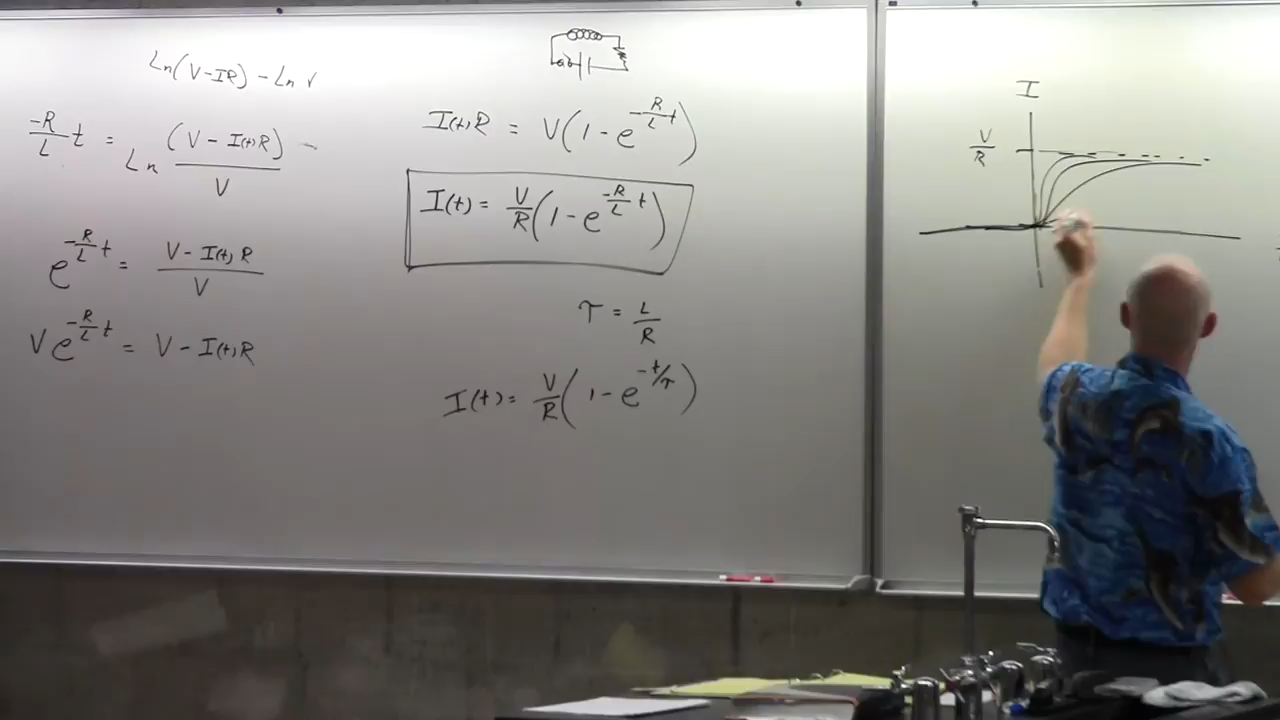 Ln(V-IR) - Ln V
-R/L t = Ln (V - I(t)R)/V
e^(-R/L t) = (V - I(t)R)/V
V e^(-R/L t) = V - I(t)R
I(t)R = V(1 - e^(-R/L t))
I(t) = V/R (1 - e^(-R/L t))
τ = L/R
I(t) = V/R (1 - e^(-t/τ))
I
V/R